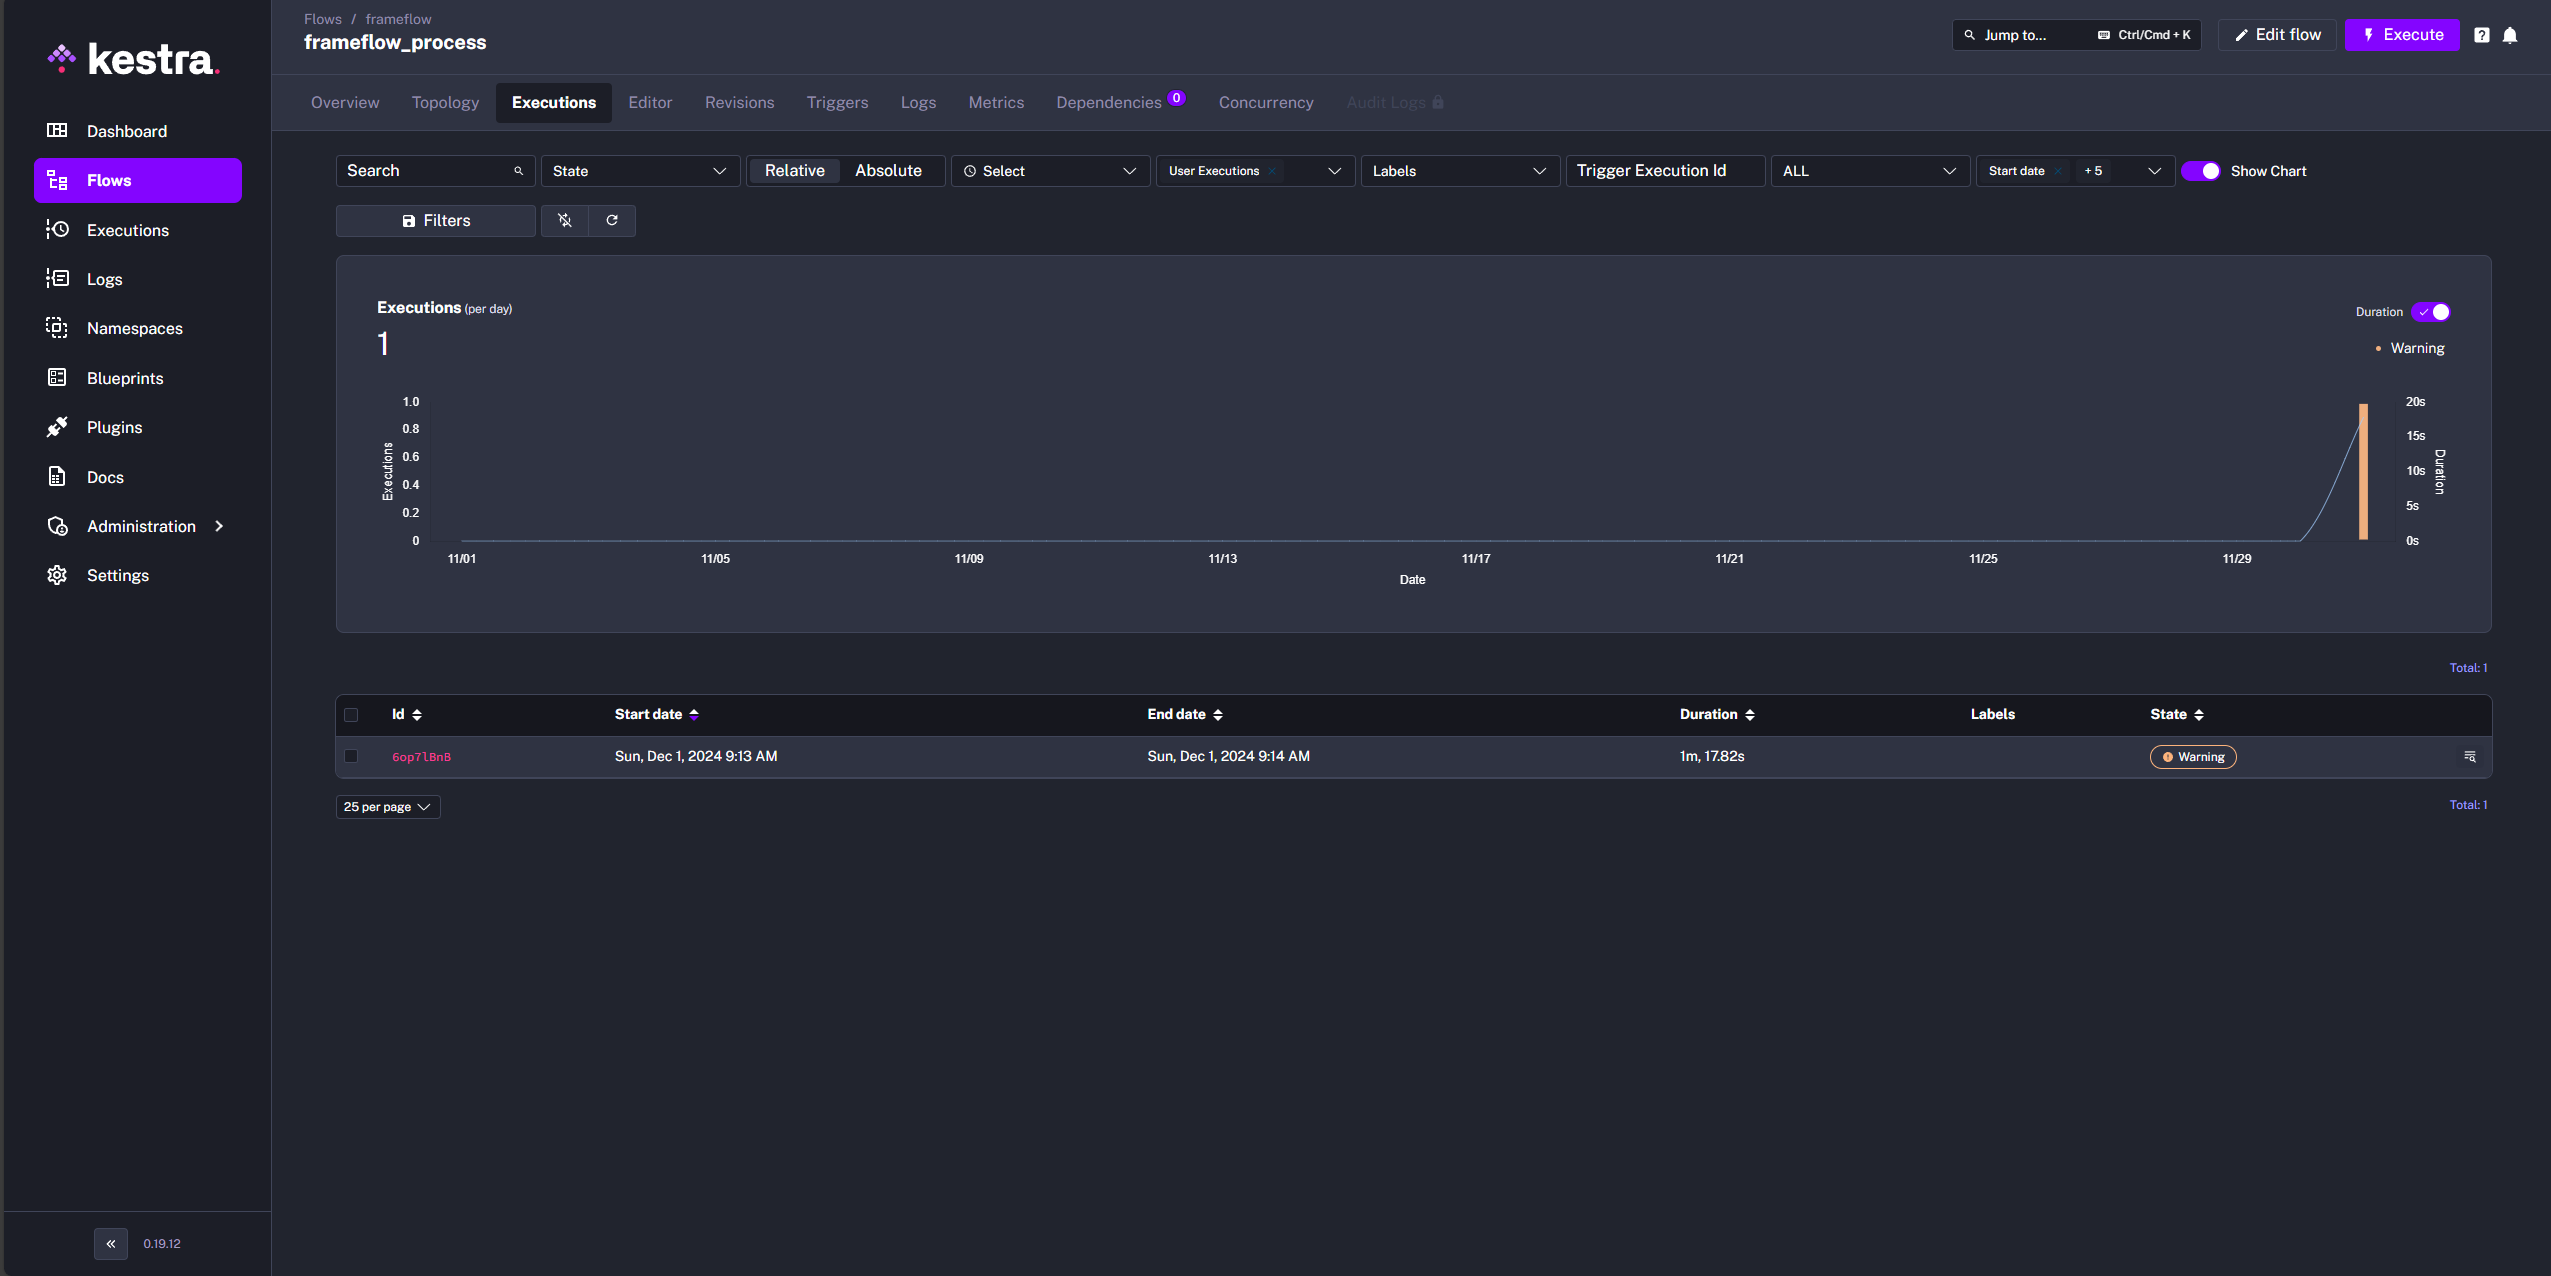 kestra.
Dashboard
Flows
Executions
Logs
Namespaces
Blueprints
Plugins
Docs
Administration
Settings
0.19.12
Flows / frameflow
frameflow_process
Jump to... Ctrl/Cmd + K
Edit flow
Execute
Overview Topology Executions Editor Revisions Triggers Logs Metrics Dependencies 0 Concurrency Audit Logs
Search State Relative Absolute Select User Executions Labels Trigger Execution Id ALL Start date + 5 Show Chart
Filters
Executions (per day)
1
Duration
Warning
Executions
1.0
0.8
0.6
0.4
0.2
0
20s
15s
10s
5s
0s
Duration
11/01 11/05 11/09 11/13 11/17 11/21 11/25 11/29
Date
Total: 1
Id Start date End date Duration Labels State
6op7lBnB Sun, Dec 1, 2024 9:13 AM Sun, Dec 1, 2024 9:14 AM 1m, 17.82s Warning
25 per page
Total: 1